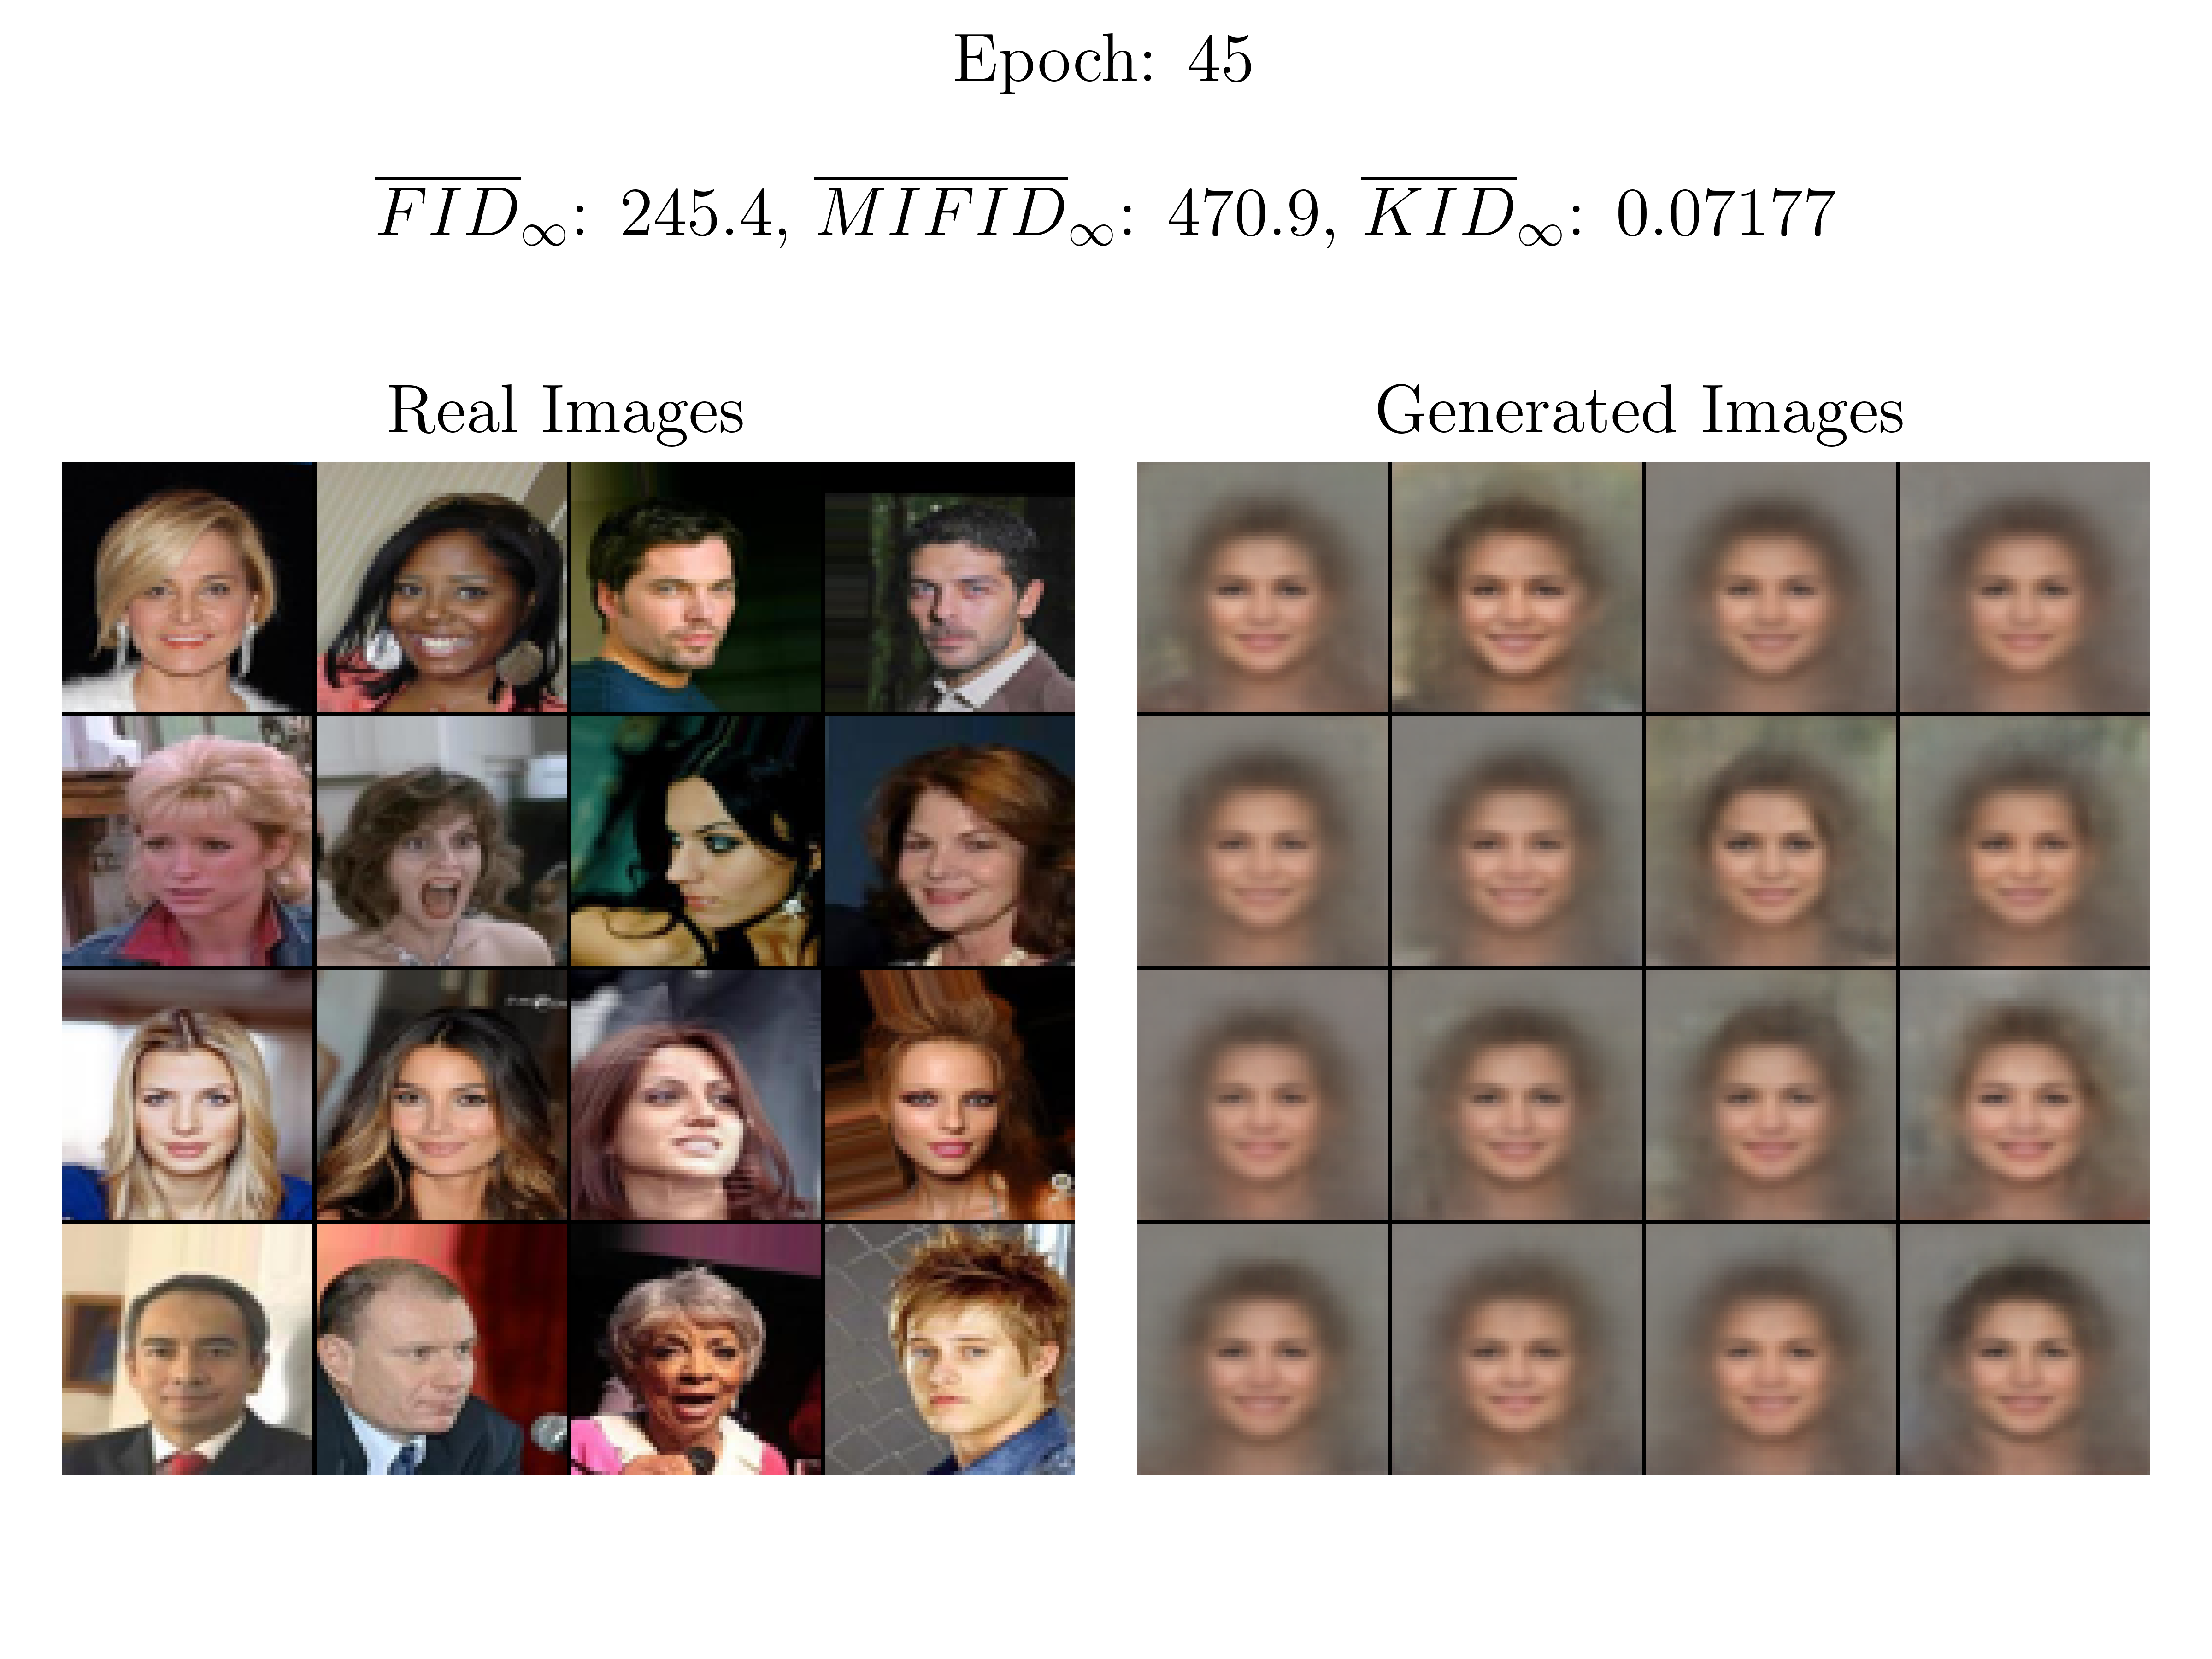 Epoch: 45
$\overline{FID}_\infty$: 245.4, $\overline{MIFID}_\infty$: 470.9, $\overline{KID}_\infty$: 0.07177
Real Images
Generated Images